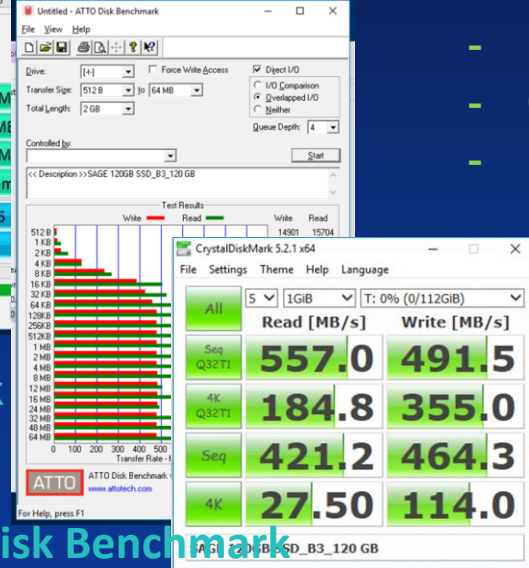 Untitled - ATTO Disk Benchmark
File View Help
Drive: [-t-] Force Write Access Direct I/O
Transfer Size: 512 B to 64 MB I/O Comparison
Total Length: 2 GB Overlapped I/O
Neither
Queue Depth: 4
Controlled by:
Start
<< Description >>SAGE 120GB SSD_B3_120 GB
Test Results
Write Read Write Read
512 B 14901 15704
1 KB
2 KB
4 KB
8 KB
16 KB
32 KB
64 KB
128KB
256KB
512KB
1 MB
2 MB
4 MB
8 MB
12 MB
16 MB
24 MB
32 MB
48 MB
64 MB
0 100 200 300 400 500
Transfer Rate -
ATTO ATTO Disk Benchmark
www.attotech.com
For Help, press F1
CrystalDiskMark 5.2.1 x64
File Settings Theme Help Language
All 5 1GiB T: 0% (0/112GiB)
Read [MB/s] Write [MB/s]
Seq Q32T1 557.0 491.5
4K Q32T1 184.8 355.0
Seq 421.2 464.3
4K 27.50 114.0
SAGE 120GB SSD_B3_120 GB
isk Benchmark
-
-
-